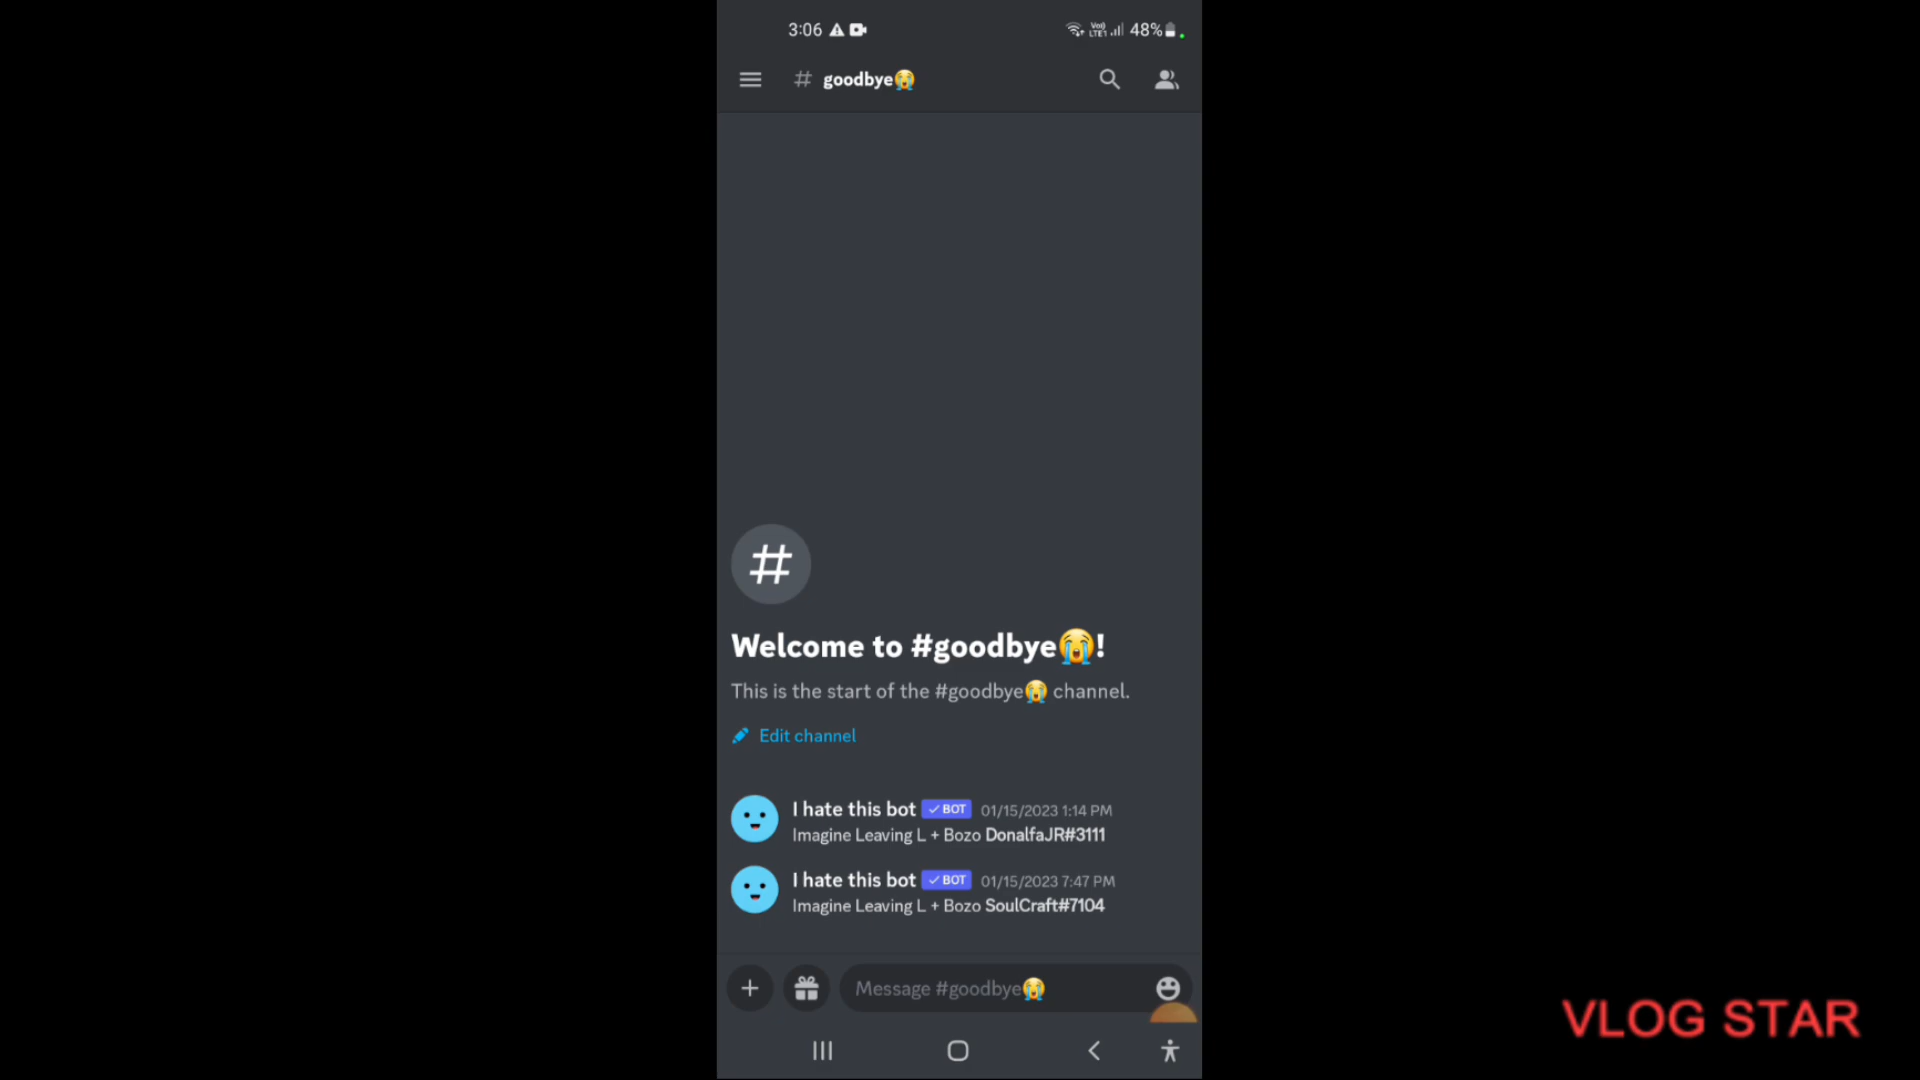 3:06 Vo) LTE1 48%
# goodbye😭
#
Welcome to #goodbye😭!
This is the start of the #goodbye😭 channel.
Edit channel
I hate this bot ✓ BOT 01/15/2023 1:14 PM
Imagine Leaving L + Bozo DonalfaJR#3111
I hate this bot ✓ BOT 01/15/2023 7:47 PM
Imagine Leaving L + Bozo SoulCraft#7104
Message #goodbye😭
VLOG STAR